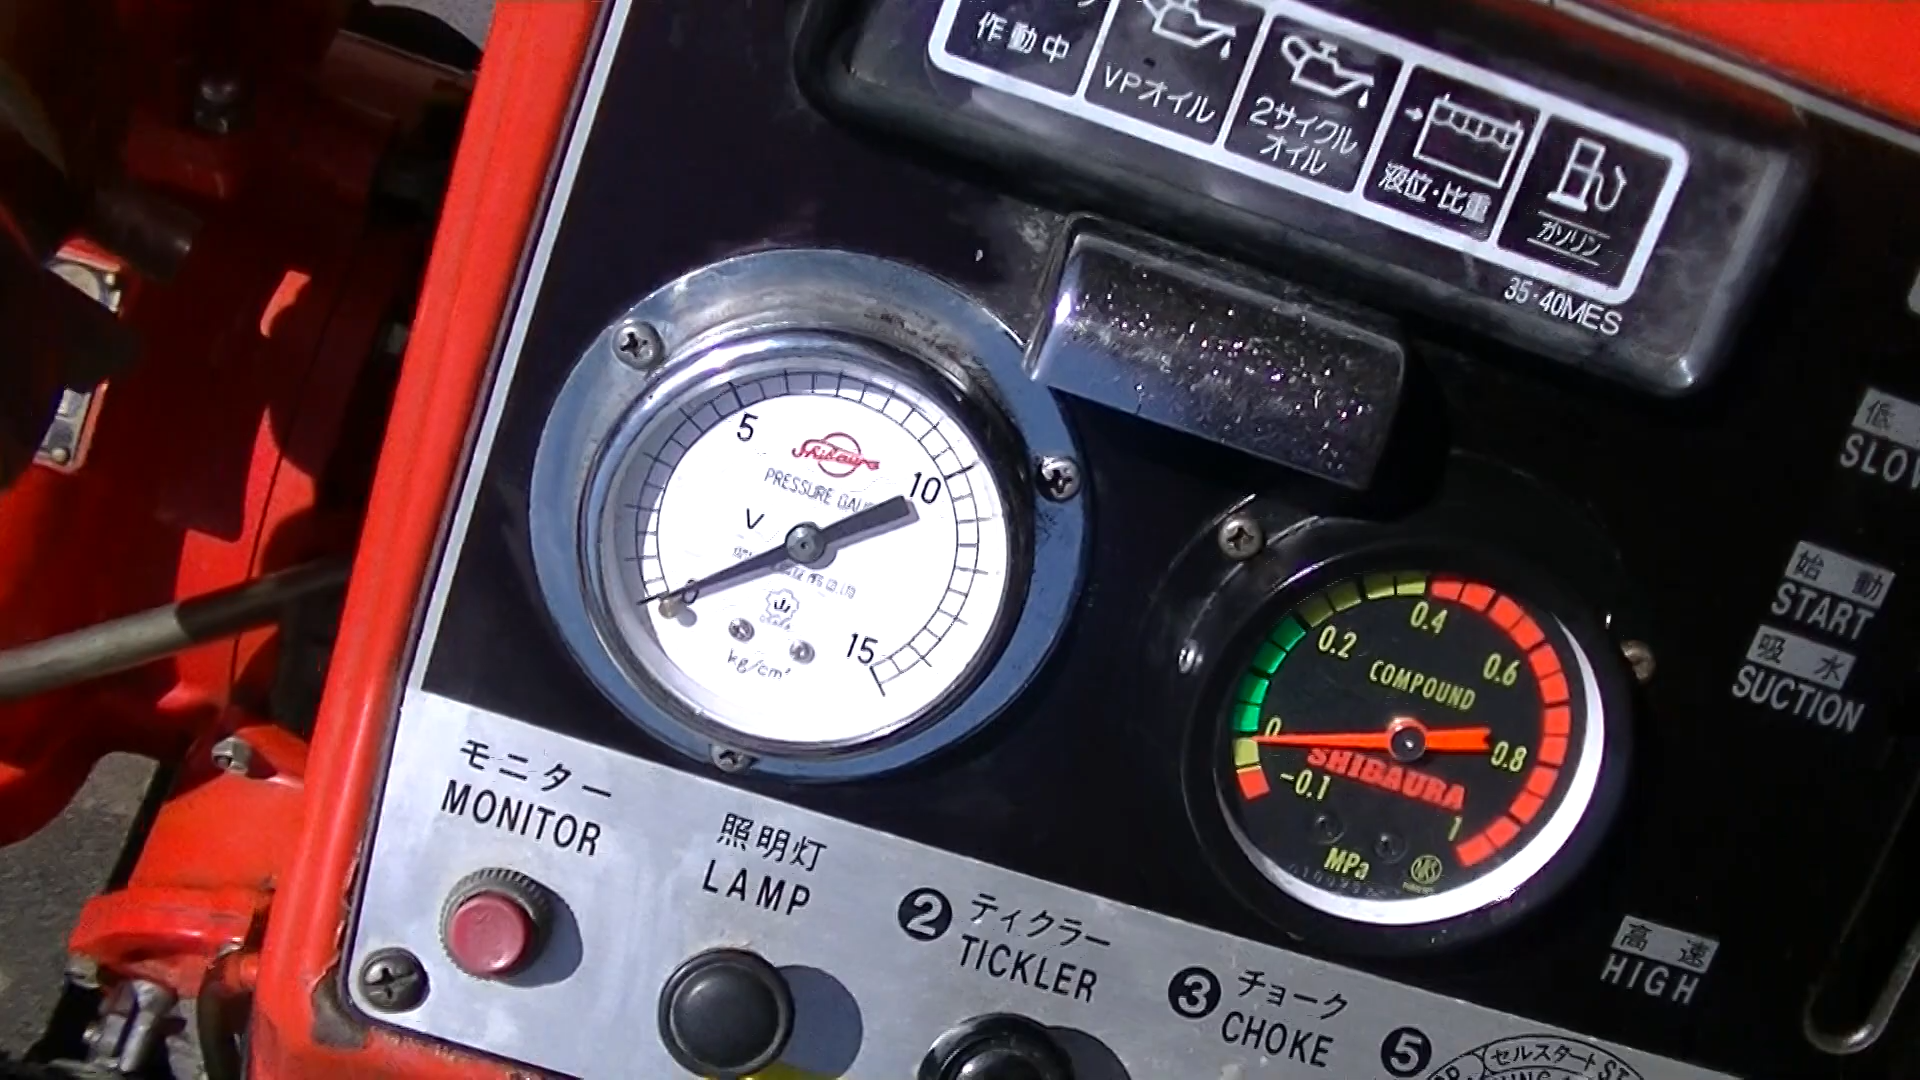 作動中
VPオイル
2サイクル
オイル
液位・比重
ガソリン
35・40MES
5
10
15
0
Shibaura
PRESSURE
V
kg/cm²
0
0.2
0.4
0.6
0.8
1
-0.1
COMPOUND
SHIBAURA
MPa
低
SLOW
始動
START
吸水
SUCTION
高速
HIGH
モニター
MONITOR
照明灯
LAMP
2 ティクラー
TICKLER
3 チョーク
CHOKE
5
セルスタート